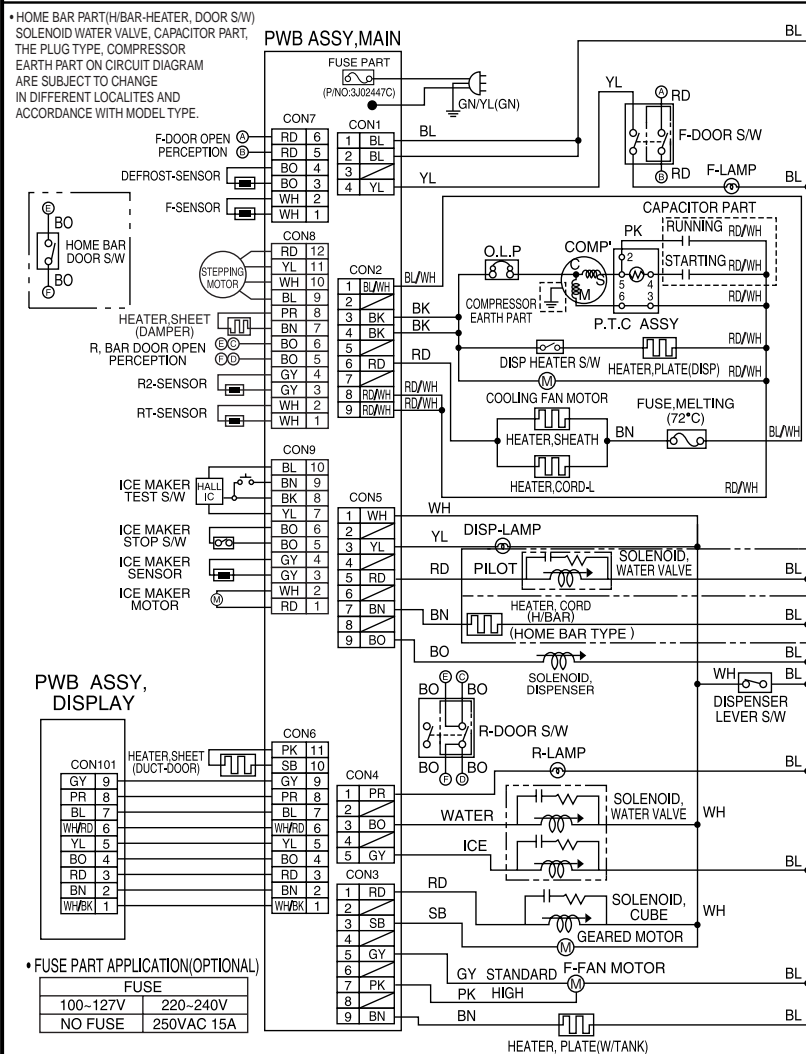 • HOME BAR PART(H/BAR-HEATER, DOOR S/W)
SOLENOID WATER VALVE, CAPACITOR PART,
THE PLUG TYPE, COMPRESSOR
EARTH PART ON CIRCUIT DIAGRAM
ARE SUBJECT TO CHANGE
IN DIFFERENT LOCALITES AND
ACCORDANCE WITH MODEL TYPE.
PWB ASSY,MAIN
FUSE PART
(P/NO:3J02447C)
GN/YL(GN)
BL
CON7
RD 6
RD 5
BO 4
BO 3
WH 2
WH 1
F-DOOR OPEN Ⓐ
PERCEPTION Ⓑ
DEFROST-SENSOR
F-SENSOR
CON1
1 BL
2 BL
3
4 YL
BL
YL
YL
Ⓐ RD
F-DOOR S/W
Ⓑ RD
F-LAMP
BL
Ⓔ
BO
HOME BAR
DOOR S/W
BO
Ⓕ
CON8
RD 12
YL 11
WH 10
BL 9
PR 8
BN 7
BO 6
BO 5
GY 4
GY 3
WH 2
WH 1
STEPPING
MOTOR
HEATER,SHEET
(DAMPER)
R, BAR DOOR OPEN ⒺⒸ
PERCEPTION ⒻⒹ
R2-SENSOR
RT-SENSOR
CON2
1 BL/WH
2
3 BK
4 BK
5
6 RD
7
8 RD/WH
9 RD/WH
BL/WH
BK
BK
RD
RD/WH
RD/WH
CAPACITOR PART
PK RUNNING RD/WH
STARTING RD/WH
RD/WH
O.L.P
COMP'
C
S
M
2
5 4
6 3
COMPRESSOR
EARTH PART
P.T.C ASSY
RD/WH
DISP HEATER S/W
HEATER,PLATE(DISP)
RD/WH
M
COOLING FAN MOTOR
HEATER,SHEATH
BN
FUSE,MELTING
(72°C)
BL/WH
HEATER,CORD-L
RD/WH
CON9
BL 10
BN 9
BK 8
YL 7
BO 6
BO 5
GY 4
GY 3
WH 2
RD 1
ICE MAKER
TEST S/W
HALL
IC
ICE MAKER
STOP S/W
ICE MAKER
SENSOR
ICE MAKER
MOTOR
M
CON5
1 WH
2
3 YL
4
5 RD
6
7 BN
8
9 BO
WH
YL
DISP-LAMP
RD
PILOT
SOLENOID,
WATER VALVE
BL
BN
HEATER, CORD
(H/BAR)
(HOME BAR TYPE )
BL
BO
SOLENOID,
DISPENSER
BL
WH
BL
DISPENSER
LEVER S/W
Ⓔ Ⓒ
BO BO
R-DOOR S/W
BO BO
Ⓕ Ⓓ
PWB ASSY,
DISPLAY
CON101
GY 9
PR 8
BL 7
WH/RD 6
YL 5
BO 4
RD 3
BN 2
WH/BK 1
HEATER,SHEET
(DUCT-DOOR)
CON6
PK 11
SB 10
GY 9
PR 8
BL 7
WH/RD 6
YL 5
BO 4
RD 3
BN 2
WH/BK 1
CON4
1 PR
2
3 BO
4
5 GY
R-LAMP
BL
WATER
SOLENOID,
WATER VALVE
WH
ICE
BL
CON3
1 RD
2
3 SB
4
5 GY
6
7 PK
8
9 BN
RD
SOLENOID,
CUBE
WH
SB
GEARED MOTOR
M
GY STANDARD F-FAN MOTOR
M
BL
PK HIGH
BN
BL
HEATER, PLATE(W/TANK)
• FUSE PART APPLICATION(OPTIONAL)
FUSE
100~127V 220~240V
NO FUSE 250VAC 15A